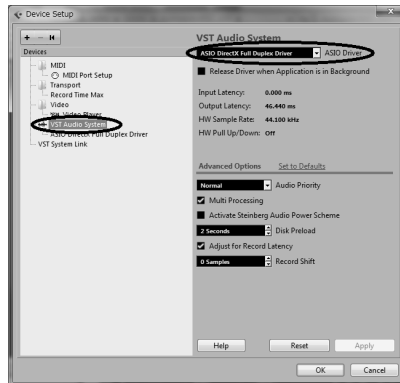 Device Setup
+ - |◄
Devices
MIDI
MIDI Port Setup
Transport
Record Time Max
Video
Video Player
VST Audio System
ASIO DirectX Full Duplex Driver
VST System Link
VST Audio System
ASIO DirectX Full Duplex Driver ASIO Driver
Release Driver when Application is in Background
Input Latency: 0.000 ms
Output Latency: 46.440 ms
HW Sample Rate: 44.100 kHz
HW Pull Up/Down: Off
Advanced Options Set to Defaults
Normal Audio Priority
Multi Processing
Activate Steinberg Audio Power Scheme
2 Seconds Disk Preload
Adjust for Record Latency
0 Samples Record Shift
Help Reset Apply
OK Cancel